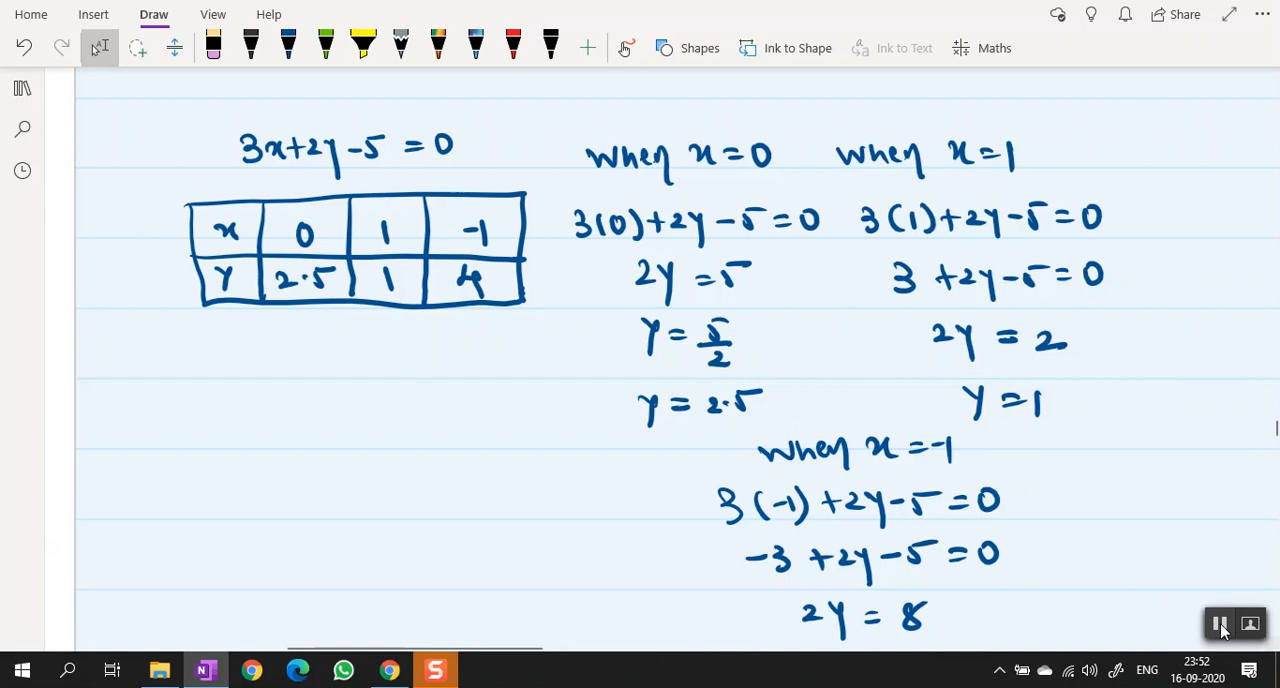 Home Insert Draw View Help
Share
Shapes Ink to Shape Ink to Text Maths
3x+2y-5 = 0
x 0 1 -1
y 2.5 1 4
when x=0
3(0)+2y-5=0
2y =5
y = 5/2
y = 2.5
when x=1
3(1)+2y-5=0
3 +2y-5=0
2y = 2
y =1
when x=-1
3(-1)+2y-5=0
-3 +2y-5=0
2y = 8
N
S
ENG
23:52
16-09-2020